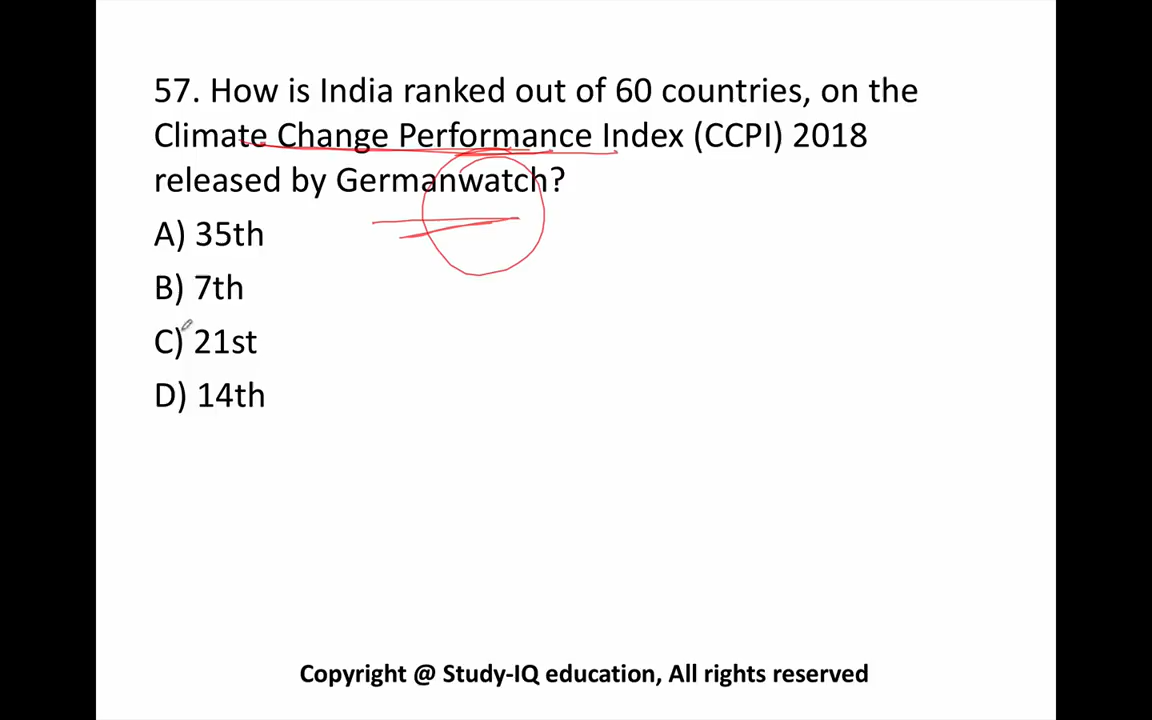 57. How is India ranked out of 60 countries, on the
Climate Change Performance Index (CCPI) 2018
released by Germanwatch?
A) 35th
B) 7th
C) 21st
D) 14th
Copyright @ Study-IQ education, All rights reserved